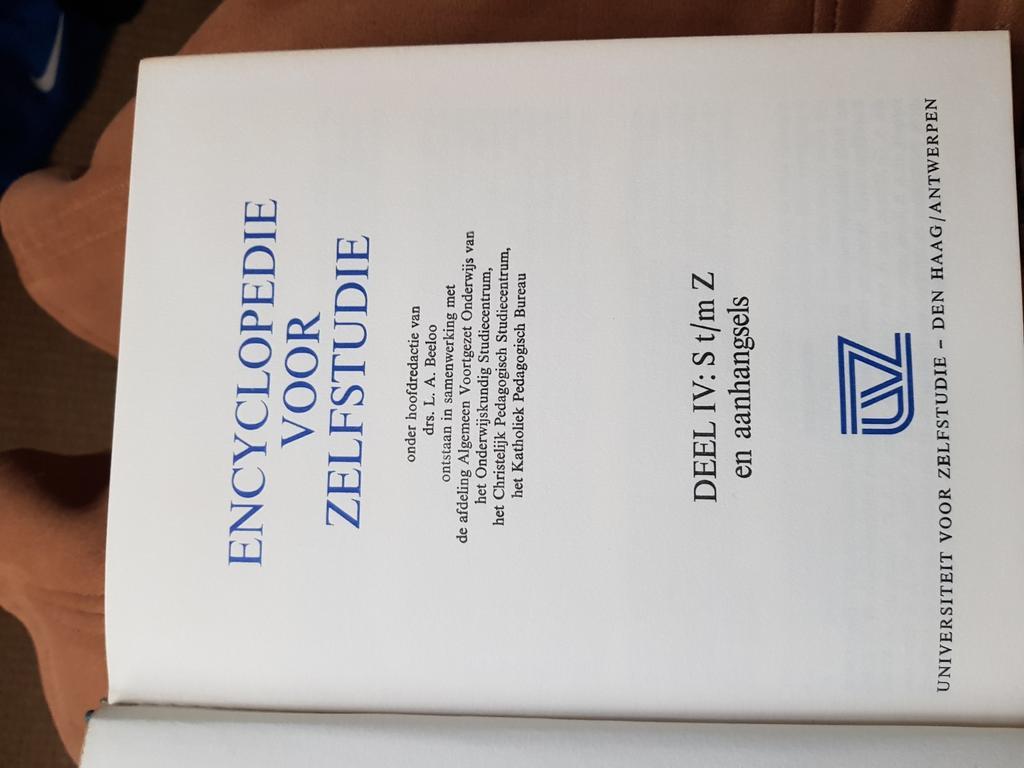 ENCYCLOPEDIE
VOOR
ZELFSTUDIE
onder hoofdredactie van
drs. L. A. Beeloo
ontstaan in samenwerking met
de afdeling Algemeen Voortgezet Onderwijs van
het Onderwijskundig Studiecentrum,
het Christelijk Pedagogisch Studiecentrum,
het Katholiek Pedagogisch Bureau
DEEL IV: S t/m Z
en aanhangsels
UVZ
UNIVERSITEIT VOOR ZELFSTUDIE – DEN HAAG/ANTWERPEN